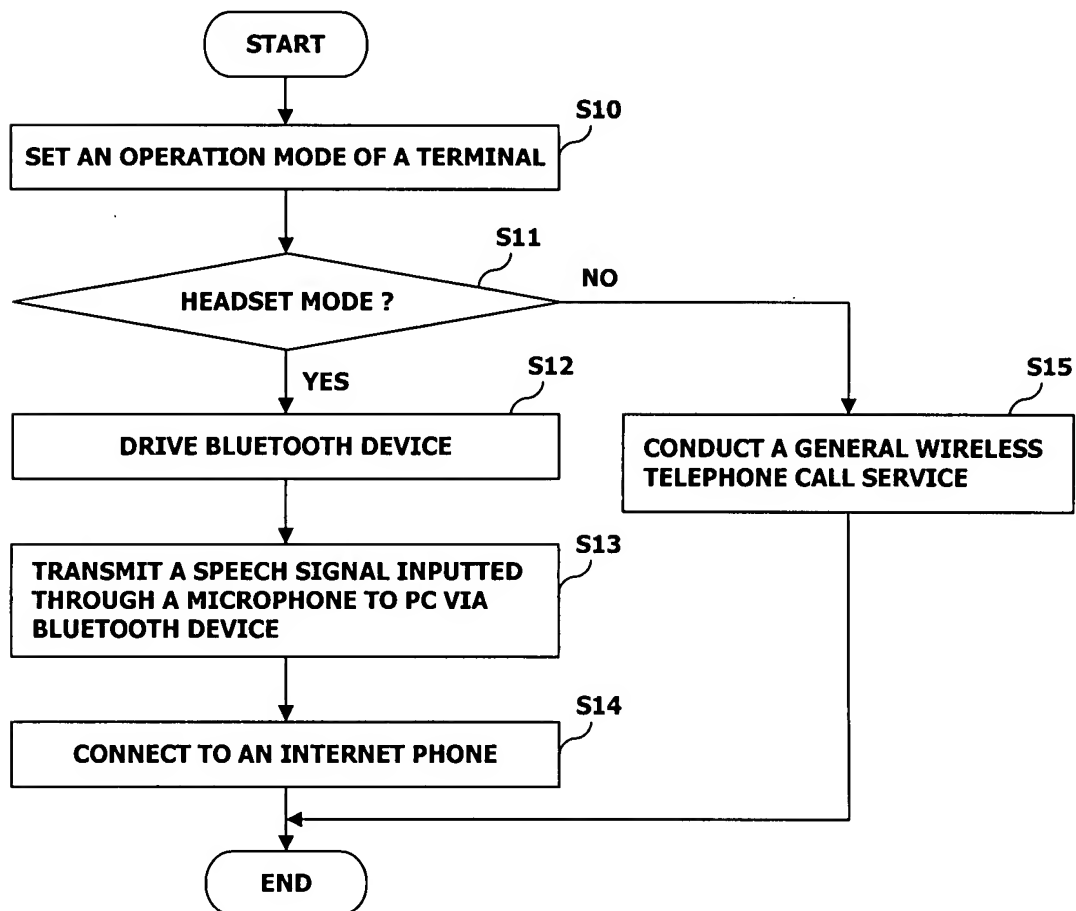 START
S10
SET AN OPERATION MODE OF A TERMINAL
S11
HEADSET MODE ?
NO
YES
S12
DRIVE BLUETOOTH DEVICE
S15
CONDUCT A GENERAL WIRELESS
TELEPHONE CALL SERVICE
S13
TRANSMIT A SPEECH SIGNAL INPUTTED
THROUGH A MICROPHONE TO PC VIA
BLUETOOTH DEVICE
S14
CONNECT TO AN INTERNET PHONE
END